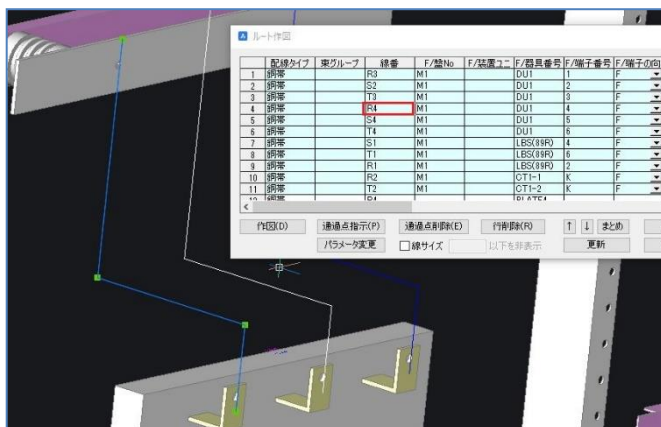 ルート作図
配線タイプ 束グループ 線番 F/盤No F/装置ユニ F/器具番号 F/端子番号 F/端子の向
1 銅帯 R3 M1 DU1 1 F
2 銅帯 S2 M1 DU1 2 F
3 銅帯 T3 M1 DU1 3 F
4 銅帯 R4 M1 DU1 4 F
5 銅帯 S4 M1 DU1 5 F
6 銅帯 T4 M1 DU1 6 F
7 銅帯 S1 M1 LBS(89R) 4 F
8 銅帯 T1 M1 LBS(89R) 6 F
9 銅帯 R1 M1 LBS(89R) 2 F
10 銅帯 R2 M1 CT1-1 K F
11 銅帯 T2 M1 CT1-2 K F
作図(D) 通過点指示(P) 通過点削除(E) 行削除(R) ↑ ↓ まとめ
パラメータ変更 線サイズ 以下を非表示 更新